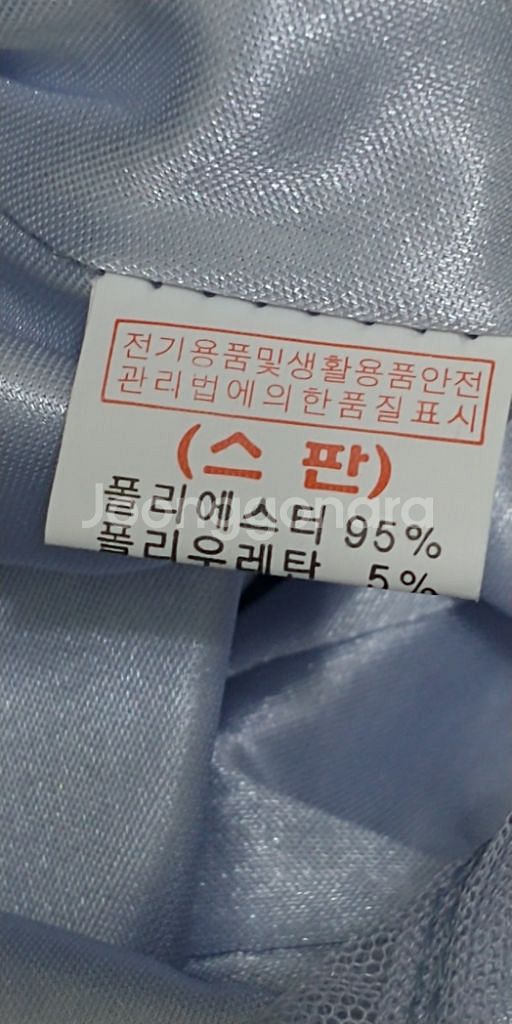 전기용품및생활용품안전
관리법에의한품질표시
(스 판)
폴리에스터 95%
폴리우레탄 5%
Joonggonara